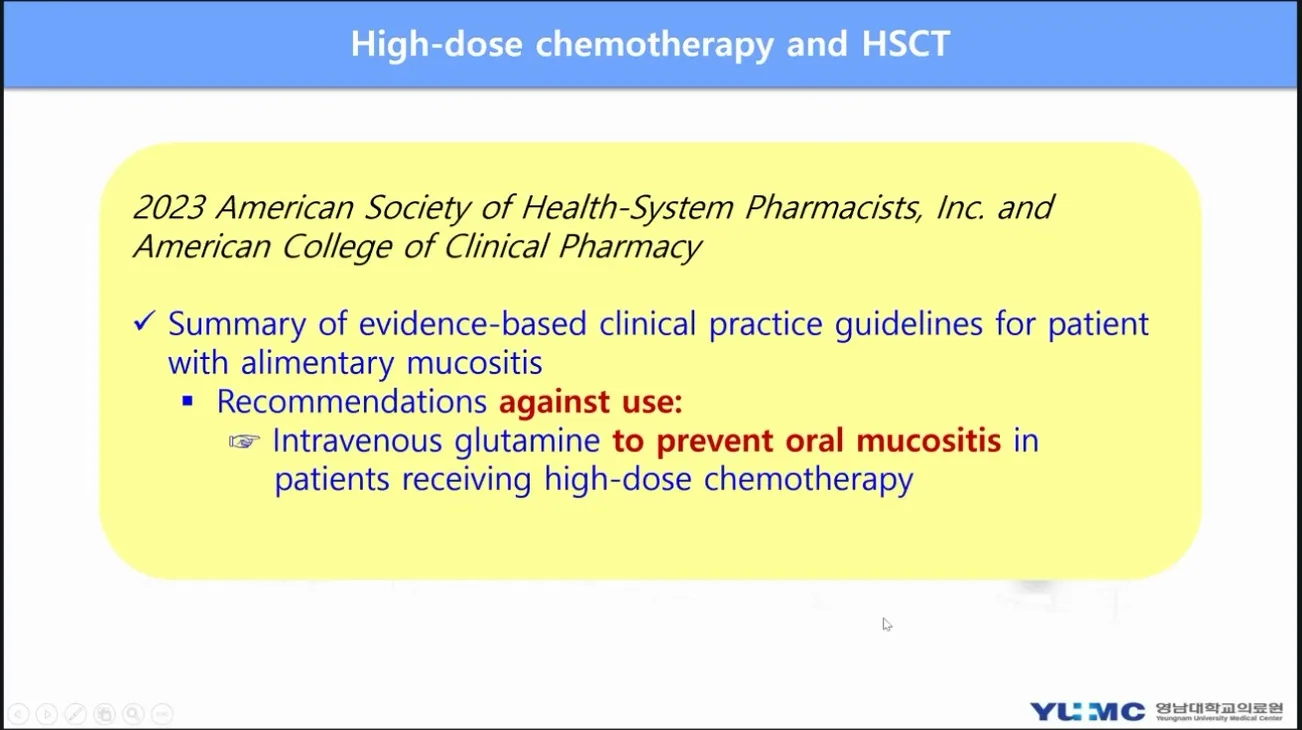 High-dose chemotherapy and HSCT
2023 American Society of Health-System Pharmacists, Inc. and
American College of Clinical Pharmacy
✓ Summary of evidence-based clinical practice guidelines for patient
with alimentary mucositis
▪ Recommendations against use:
☞ Intravenous glutamine to prevent oral mucositis in
patients receiving high-dose chemotherapy
YUMC 영남대학교의료원
Yeungnam University Medical Center